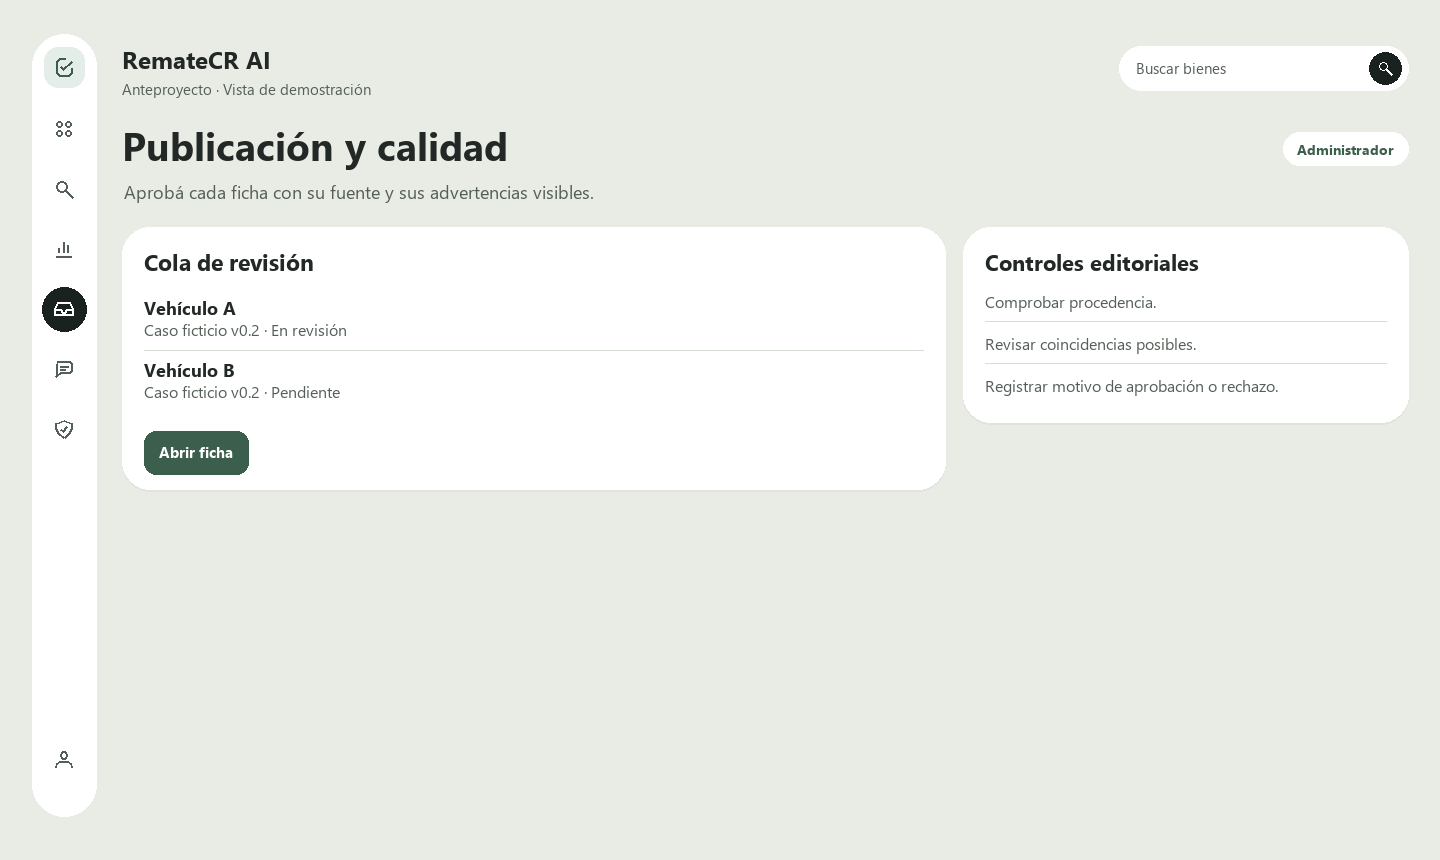 RemateCR AI
Anteproyecto · Vista de demostración
Buscar bienes
Publicación y calidad
Administrador
Aprobá cada ficha con su fuente y sus advertencias visibles.
Cola de revisión
Vehículo A
Caso ficticio v0.2 · En revisión
Vehículo B
Caso ficticio v0.2 · Pendiente
Abrir ficha
Controles editoriales
Comprobar procedencia.
Revisar coincidencias posibles.
Registrar motivo de aprobación o rechazo.